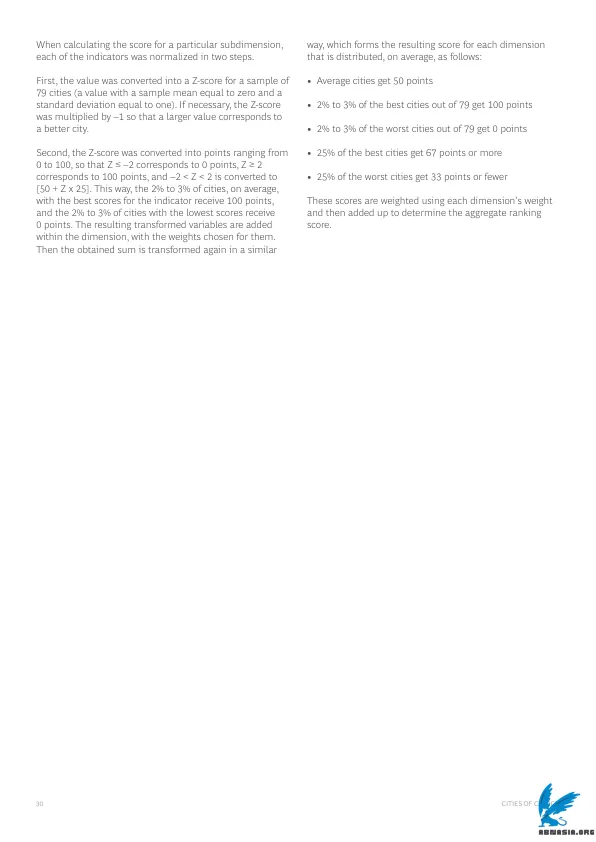 When calculating the score for a particular subdimension,
each of the indicators was normalized in two steps.
First, the value was converted into a Z-score for a sample of
79 cities (a value with a sample mean equal to zero and a
standard deviation equal to one). If necessary, the Z-score
was multiplied by –1 so that a larger value corresponds to
a better city.
Second, the Z-score was converted into points ranging from
0 to 100, so that Z ≤ –2 corresponds to 0 points, Z ≥ 2
corresponds to 100 points, and –2 < Z < 2 is converted to
[50 + Z x 25]. This way, the 2% to 3% of cities, on average,
with the best scores for the indicator receive 100 points,
and the 2% to 3% of cities with the lowest scores receive
0 points. The resulting transformed variables are added
within the dimension, with the weights chosen for them.
Then the obtained sum is transformed again in a similar
way, which forms the resulting score for each dimension
that is distributed, on average, as follows:
• Average cities get 50 points
• 2% to 3% of the best cities out of 79 get 100 points
• 2% to 3% of the worst cities out of 79 get 0 points
• 25% of the best cities get 67 points or more
• 25% of the worst cities get 33 points or fewer
These scores are weighted using each dimension's weight
and then added up to determine the aggregate ranking
score.
30
CITIES OF
ABNASIA.ORG